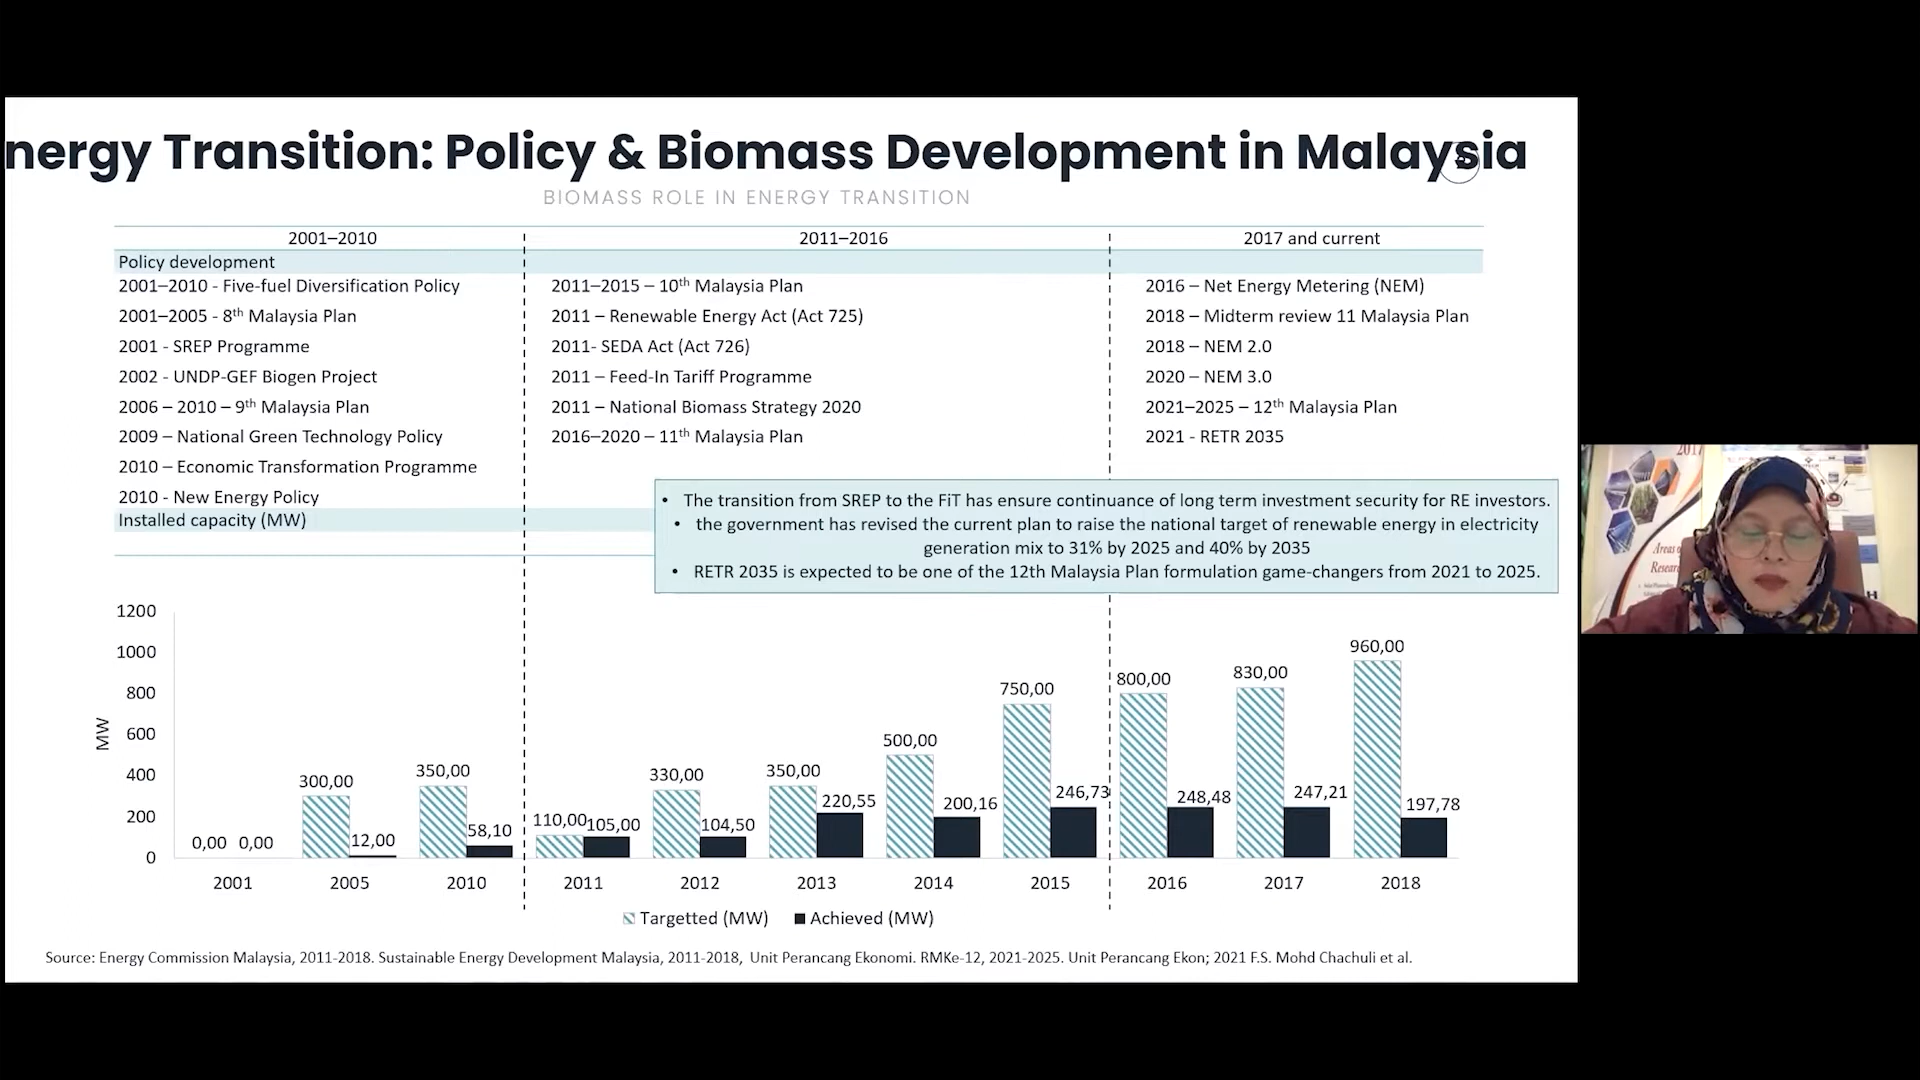 nergy Transition: Policy & Biomass Development in Malaysia
BIOMASS ROLE IN ENERGY TRANSITION
2001–2010
2011–2016
2017 and current
Policy development
2001–2010 - Five-fuel Diversification Policy
2001–2005 - 8th Malaysia Plan
2001 - SREP Programme
2002 - UNDP-GEF Biogen Project
2006 – 2010 – 9th Malaysia Plan
2009 – National Green Technology Policy
2010 – Economic Transformation Programme
2010 - New Energy Policy
2011–2015 – 10th Malaysia Plan
2011 – Renewable Energy Act (Act 725)
2011- SEDA Act (Act 726)
2011 – Feed-In Tariff Programme
2011 – National Biomass Strategy 2020
2016–2020 – 11th Malaysia Plan
2016 – Net Energy Metering (NEM)
2018 – Midterm review 11 Malaysia Plan
2018 – NEM 2.0
2020 – NEM 3.0
2021–2025 – 12th Malaysia Plan
2021 - RETR 2035
Installed capacity (MW)
• The transition from SREP to the FiT has ensure continuance of long term investment security for RE investors.
• the government has revised the current plan to raise the national target of renewable energy in electricity
generation mix to 31% by 2025 and 40% by 2035
• RETR 2035 is expected to be one of the 12th Malaysia Plan formulation game-changers from 2021 to 2025.
MW
1200
1000
800
600
400
200
0
0,00 0,00
300,00 12,00
350,00 58,10
110,00 105,00
330,00 104,50
350,00 220,55
500,00 200,16
750,00 246,73
800,00 248,48
830,00 247,21
960,00 197,78
2001 2005 2010 2011 2012 2013 2014 2015 2016 2017 2018
Targetted (MW) Achieved (MW)
Source: Energy Commission Malaysia, 2011-2018. Sustainable Energy Development Malaysia, 2011-2018, Unit Perancang Ekonomi. RMKe-12, 2021-2025. Unit Perancang Ekon; 2021 F.S. Mohd Chachuli et al.
2017
Areas